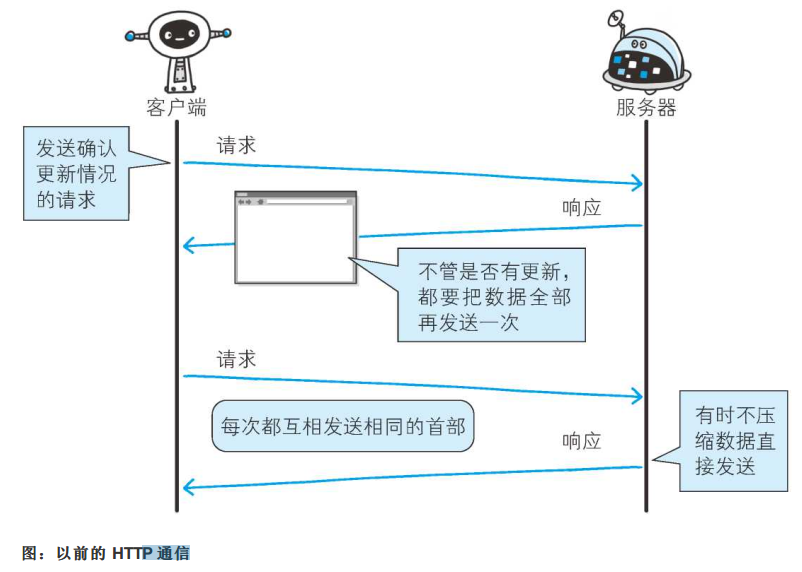 客户端
服务器
发送确认
更新情况
的请求
请求
响应
不管是否有更新，
都要把数据全部
再发送一次
请求
每次都互相发送相同的首部
响应
有时不压
缩数据直
接发送
图：以前的 HTTP 通信